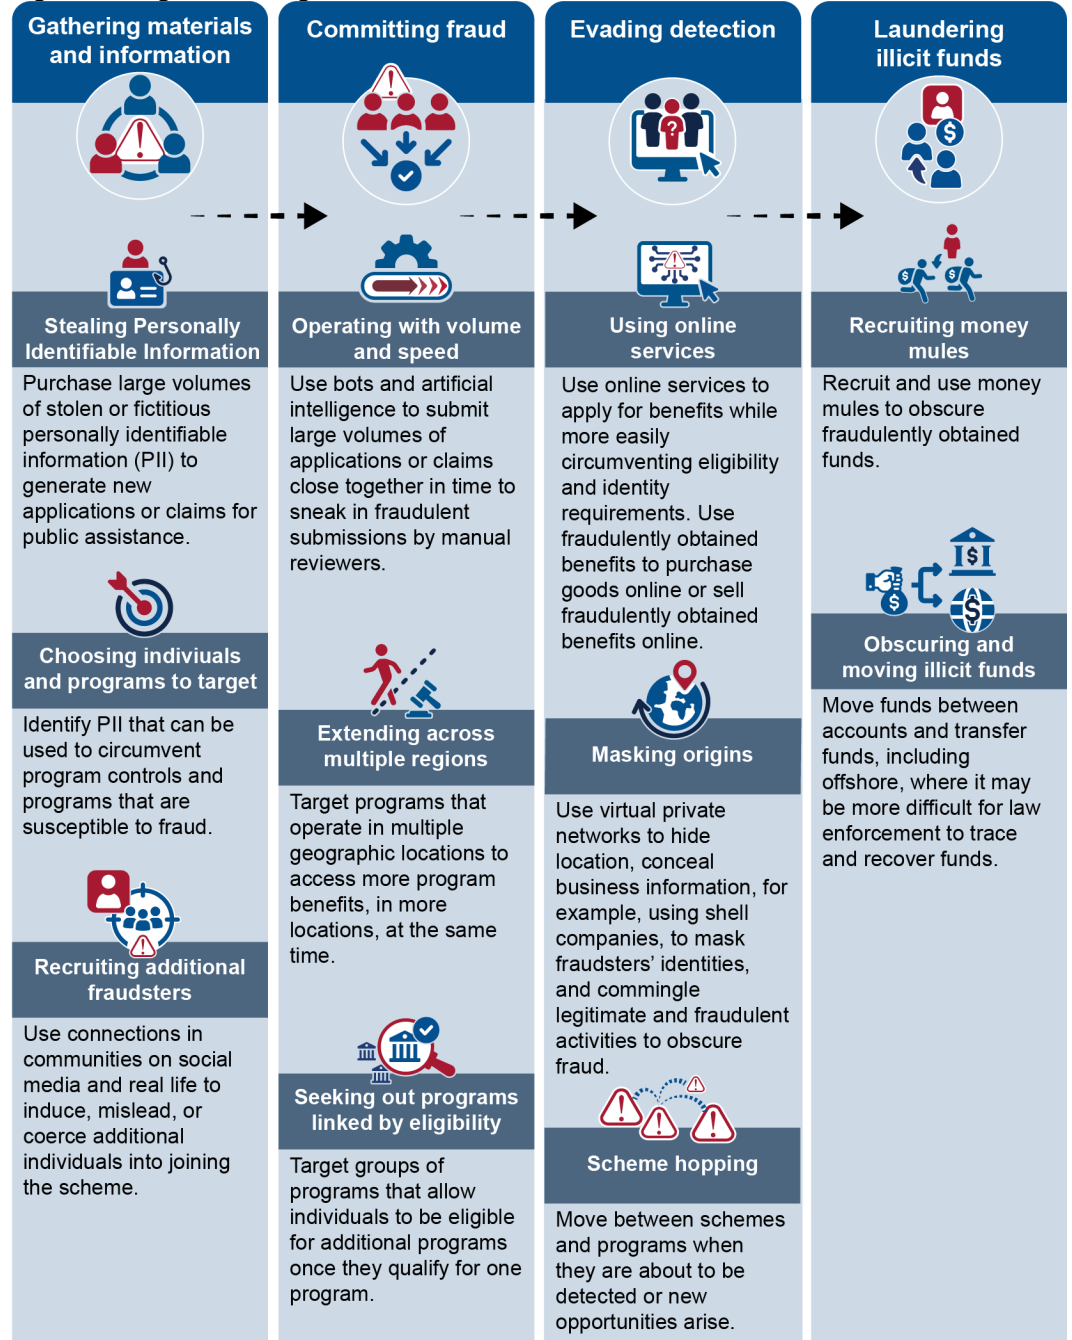 Gathering materials
and information
Stealing Personally
Identifiable Information
Purchase large volumes
of stolen or fictitious
personally identifiable
information (PII) to
generate new
applications or claims for
public assistance.
Choosing indiviuals
and programs to target
Identify PII that can be
used to circumvent
program controls and
programs that are
susceptible to fraud.
Recruiting additional
fraudsters
Use connections in
communities on social
media and real life to
induce, mislead, or
coerce additional
individuals into joining
the scheme.
Committing fraud
Operating with volume
and speed
Use bots and artificial
intelligence to submit
large volumes of
applications or claims
close together in time to
sneak in fraudulent
submissions by manual
reviewers.
Extending across
multiple regions
Target programs that
operate in multiple
geographic locations to
access more program
benefits, in more
locations, at the same
time.
Seeking out programs
linked by eligibility
Target groups of
programs that allow
individuals to be eligible
for additional programs
once they qualify for one
program.
Evading detection
Using online
services
Use online services to
apply for benefits while
more easily
circumventing eligibility
and identity
requirements. Use
fraudulently obtained
benefits to purchase
goods online or sell
fraudulently obtained
benefits online.
Masking origins
Use virtual private
networks to hide
location, conceal
business information, for
example, using shell
companies, to mask
fraudsters’ identities,
and commingle
legitimate and fraudulent
activities to obscure
fraud.
Scheme hopping
Move between schemes
and programs when
they are about to be
detected or new
opportunities arise.
Laundering
illicit funds
Recruiting money
mules
Recruit and use money
mules to obscure
fraudulently obtained
funds.
Obscuring and
moving illicit funds
Move funds between
accounts and transfer
funds, including
offshore, where it may
be more difficult for law
enforcement to trace
and recover funds.